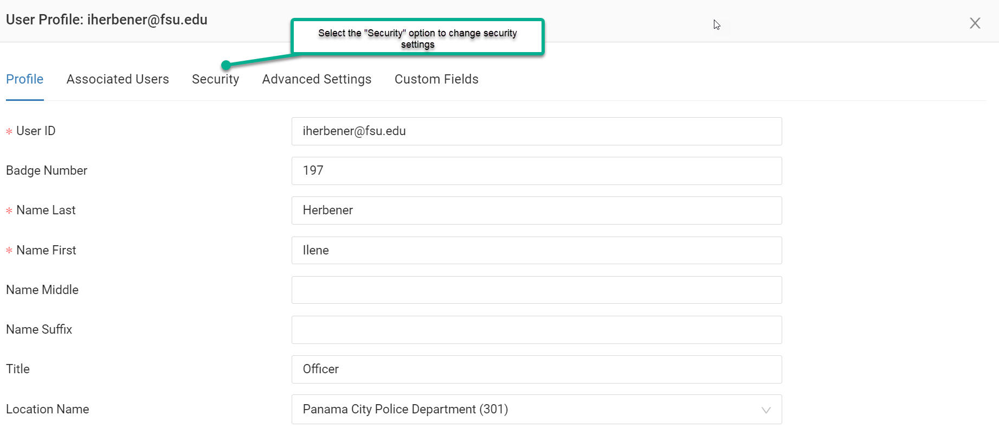 User Profile: iherbener@fsu.edu
Select the "Security" option to change security
settings
Profile Associated Users Security Advanced Settings Custom Fields
* User ID iherbener@fsu.edu
Badge Number 197
* Name Last Herbener
* Name First Ilene
Name Middle
Name Suffix
Title Officer
Location Name Panama City Police Department (301)